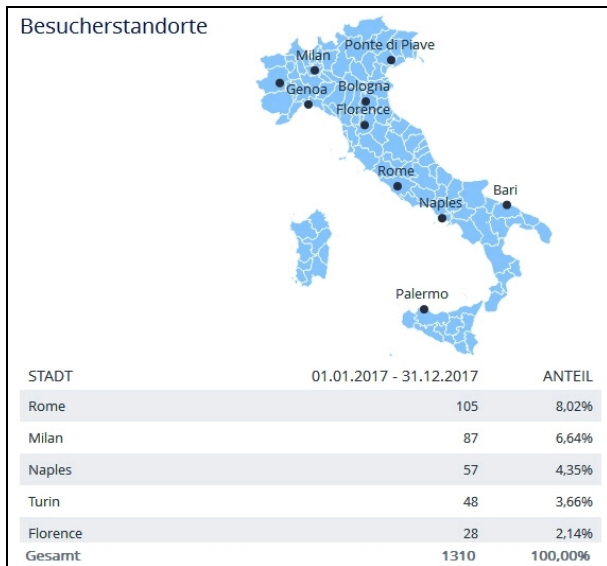 Besucherstandorte
Ponte di Piave
Milan
Genoa
Bologna
Florence
Rome
Bari
Naples
Palermo
STADT 01.01.2017 - 31.12.2017 ANTEIL
Rome 105 8,02%
Milan 87 6,64%
Naples 57 4,35%
Turin 48 3,66%
Florence 28 2,14%
Gesamt 1310 100,00%